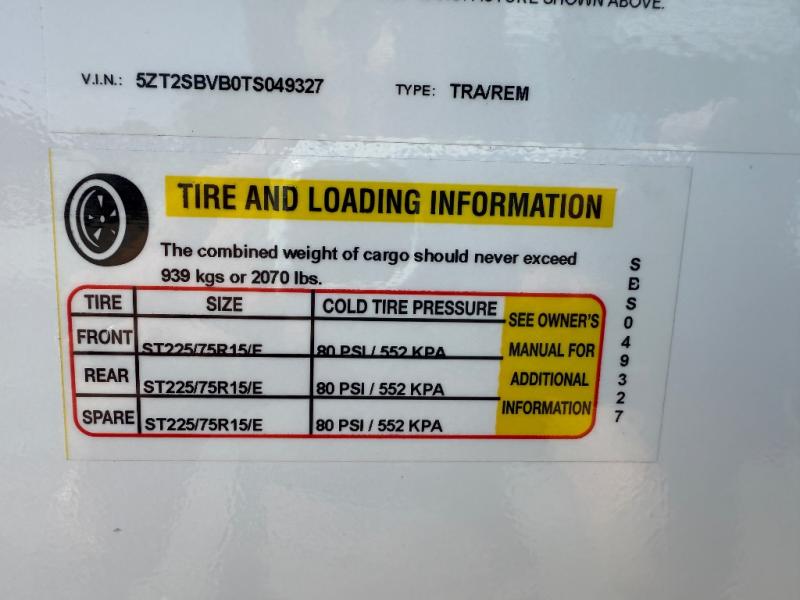 SHOWN ABOVE.
V.I.N.: 5ZT2SBVB0TS049327 TYPE: TRA/REM
TIRE AND LOADING INFORMATION
The combined weight of cargo should never exceed
939 kgs or 2070 lbs.
TIRE SIZE COLD TIRE PRESSURE
FRONT ST225/75R15/E 80 PSI / 552 KPA
REAR ST225/75R15/E 80 PSI / 552 KPA
SPARE ST225/75R15/E 80 PSI / 552 KPA
SEE OWNER'S
MANUAL FOR
ADDITIONAL
INFORMATION
SBS049327